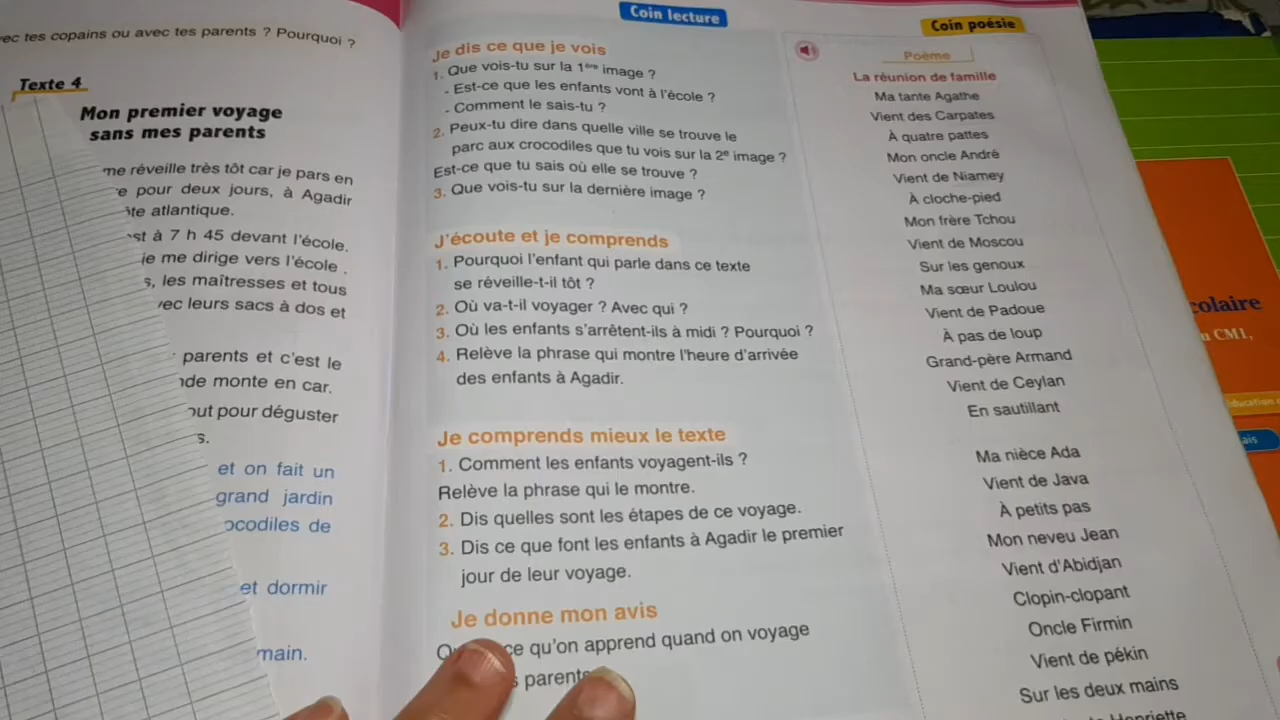 ec tes copains ou avec tes parents ? Pourquoi ?
Texte 4
Mon premier voyage
sans mes parents
me réveille très tôt car je pars en
e pour deux jours, à Agadir
te atlantique.
st à 7 h 45 devant l'école.
je me dirige vers l'école .
s, les maîtresses et tous
vec leurs sacs à dos et
parents et c'est le
nde monte en car.
out pour déguster
s.
et on fait un
grand jardin
ocodiles de
et dormir
main.
Coin lecture
Je dis ce que je vois
1. Que vois-tu sur la 1ère image ?
- Est-ce que les enfants vont à l'école ?
- Comment le sais-tu ?
2. Peux-tu dire dans quelle ville se trouve le
parc aux crocodiles que tu vois sur la 2e image ?
Est-ce que tu sais où elle se trouve ?
3. Que vois-tu sur la dernière image ?
J'écoute et je comprends
1. Pourquoi l'enfant qui parle dans ce texte
se réveille-t-il tôt ?
2. Où va-t-il voyager ? Avec qui ?
3. Où les enfants s'arrêtent-ils à midi ? Pourquoi ?
4. Relève la phrase qui montre l'heure d'arrivée
des enfants à Agadir.
Je comprends mieux le texte
1. Comment les enfants voyagent-ils ?
Relève la phrase qui le montre.
2. Dis quelles sont les étapes de ce voyage.
3. Dis ce que font les enfants à Agadir le premier
jour de leur voyage.
Je donne mon avis
ce qu'on apprend quand on voyage
s parents
Coin poésie
Poème
La réunion de famille
Ma tante Agathe
Vient des Carpates
À quatre pattes
Mon oncle André
Vient de Niamey
À cloche-pied
Mon frère Tchou
Vient de Moscou
Sur les genoux
Ma sœur Loulou
Vient de Padoue
À pas de loup
Grand-père Armand
Vient de Ceylan
En sautillant
Ma nièce Ada
Vient de Java
À petits pas
Mon neveu Jean
Vient d'Abidjan
Clopin-clopant
Oncle Firmin
Vient de pékin
Sur les deux mains
Henriette
colaire
u CM1,
éducation
ais